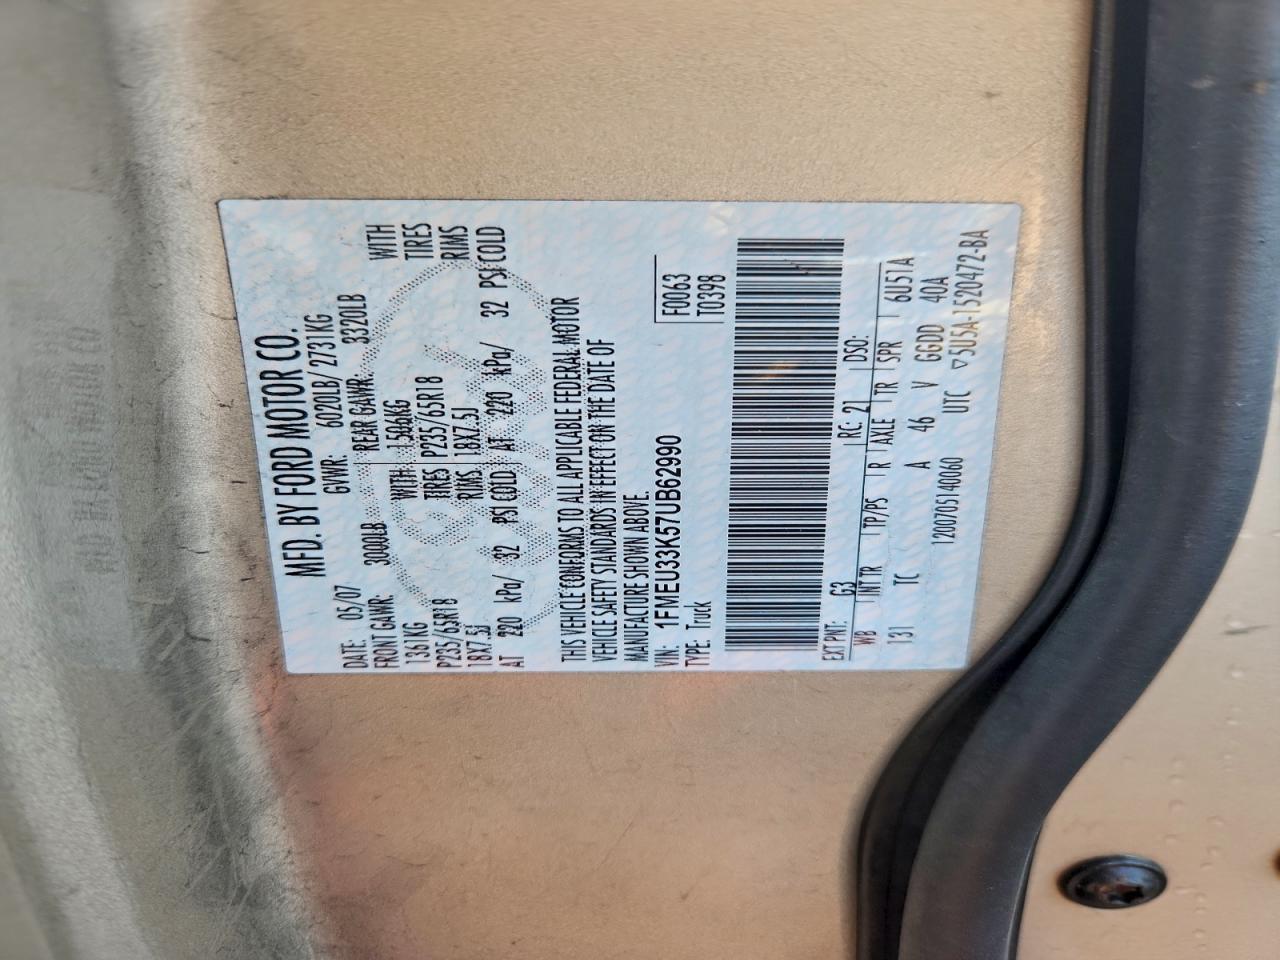 MFD. BY FORD MOTOR CO.
DATE: 05/07 GVWR: 6020LB/ 2731KG
FRONT GAWR: 3000LB REAR GAWR: 3320LB
1361KG WITH 1506KG WITH
P235/65R18 TIRES P235/65R18 TIRES
18X7.5J RIMS 18X7.5J RIMS
AT 220 kPa/ 32 PSI COLD AT 220 kPa/ 32 PSI COLD
THIS VEHICLE CONFORMS TO ALL APPLICABLE FEDERAL MOTOR
VEHICLE SAFETY STANDARDS IN EFFECT ON THE DATE OF
MANUFACTURE SHOWN ABOVE.
VIN: 1FMEU33K57UB62990 F0063
TYPE: Truck T0398
EXT PNT: G3 RC: 21 DSO:
WB INT TR TP/PS R AXLE TR SPR 6U51A
131 TC A 46 V GGDD 40A
120070514060 UTC ▽5U5A-1520472-BA